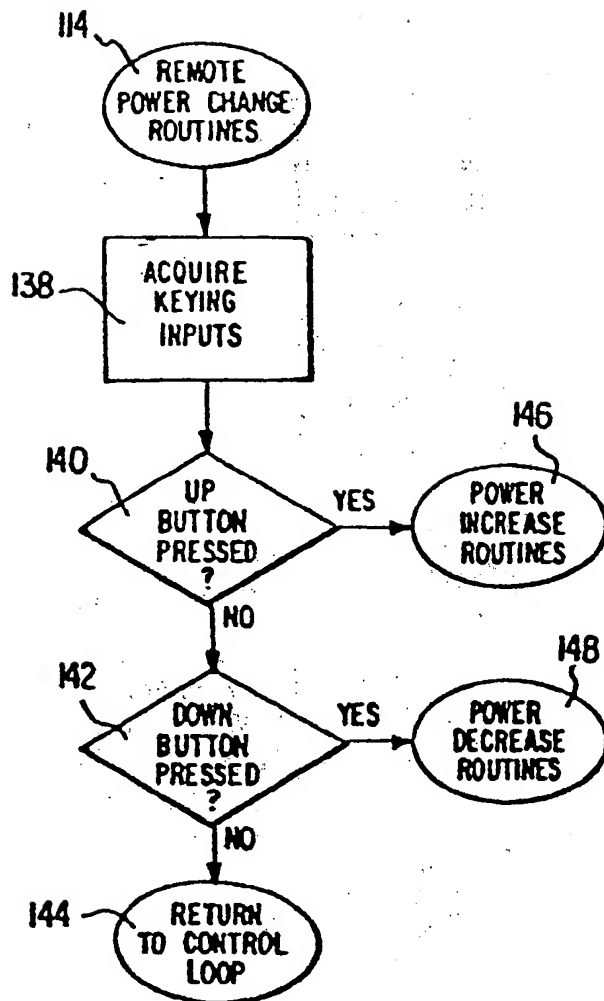 114
REMOTE
POWER CHANGE
ROUTINES
138
ACQUIRE
KEYING
INPUTS
140
UP
BUTTON
PRESSED
?
YES
146
POWER
INCREASE
ROUTINES
NO
142
DOWN
BUTTON
PRESSED
?
YES
148
POWER
DECREASE
ROUTINES
NO
144
RETURN
TO CONTROL
LOOP